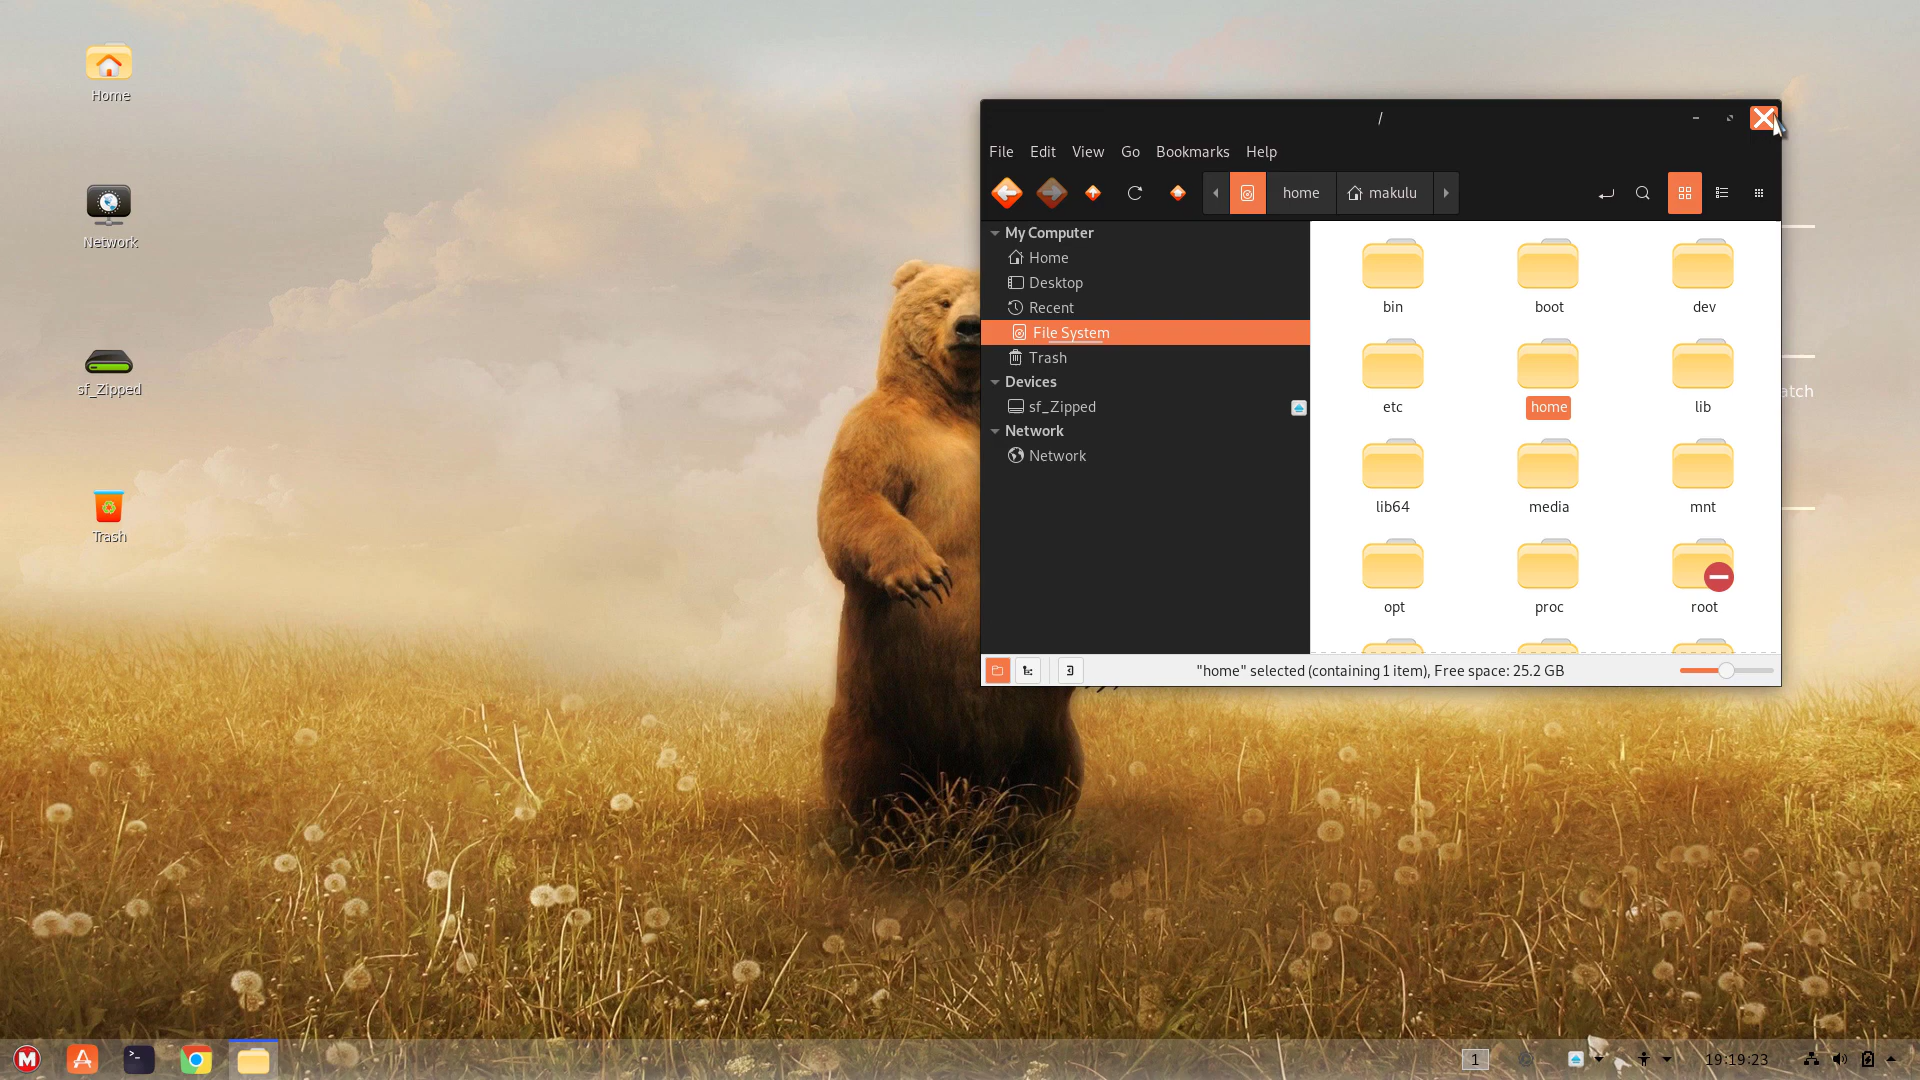 Home
Network
sf_Zipped
Trash
/
File Edit View Go Bookmarks Help
home makulu
My Computer
Home
Desktop
Recent
File System
Trash
Devices
sf_Zipped
Network
Network
bin boot dev
etc home lib
lib64 media mnt
opt proc root
atch
"home" selected (containing 1 item), Free space: 25.2 GB
M
1
19:19:23